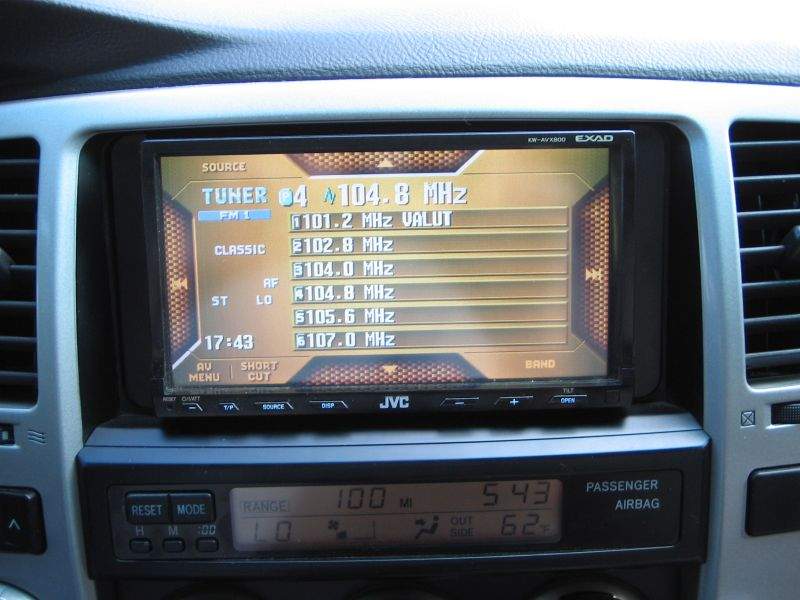 KW-AVX800 EXAD
SOURCE
TUNER 4 104.8 MHz
FM 1
1 101.2 MHz VALUT
CLASSIC
2 102.8 MHz
3 104.0 MHz
AF
ST LO
4 104.8 MHz
5 105.6 MHz
17:43
6 107.0 MHz
AV MENU
SHORT CUT
BAND
RESET T/P SOURCE DISP JVC − + TILT OPEN
RESET MODE
H M :00
RANGE 100 MI 5:43
LO OUT SIDE 62°F
PASSENGER
AIRBAG